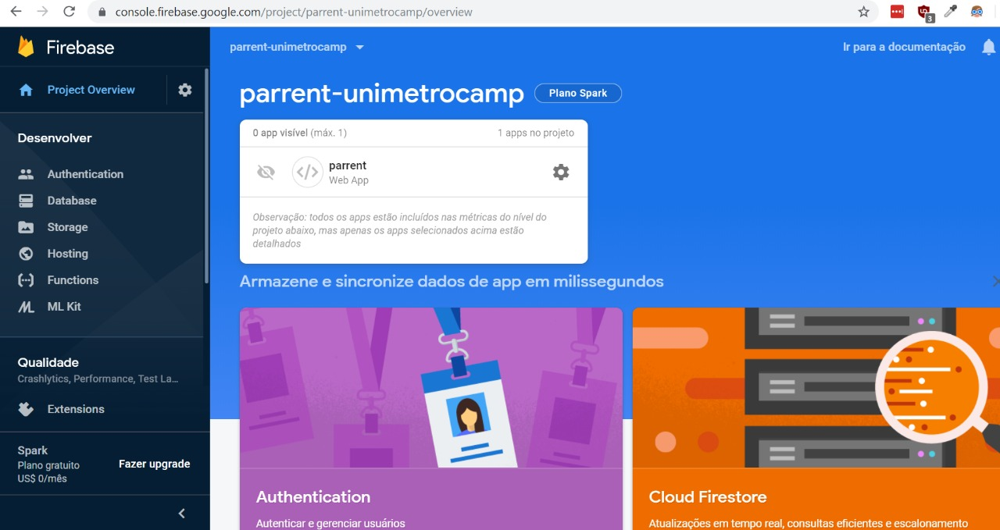 console.firebase.google.com/project/parrent-unimetrocamp/overview
3
Firebase
Project Overview
Desenvolver
Authentication
Database
Storage
Hosting
Functions
ML Kit
Qualidade
Crashlytics, Performance, Test La...
Extensions
Spark
Plano gratuito
US$ 0/mês
Fazer upgrade
parrent-unimetrocamp
Ir para a documentação
parrent-unimetrocamp
Plano Spark
0 app visível (máx. 1)
1 apps no projeto
parrent
Web App
Observação: todos os apps estão incluídos nas métricas do nível do
projeto abaixo, mas apenas os apps selecionados acima estão
detalhados
Armazene e sincronize dados de app em milissegundos
Authentication
Autenticar e gerenciar usuários
Cloud Firestore
Atualizações em tempo real, consultas eficientes e escalonamento